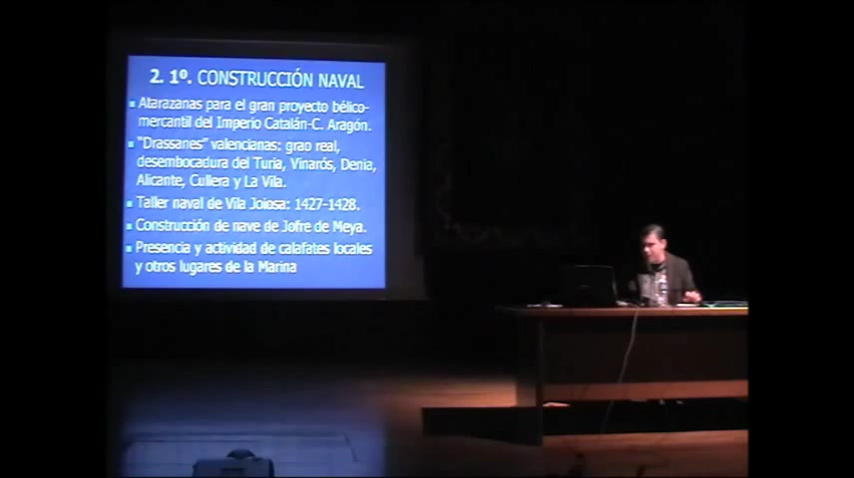 2. 1º. CONSTRUCCIÓN NAVAL
Atarazanas para el gran proyecto bélico-
mercantil del Imperio Catalán-C. Aragón.
"Drassanes" valencianas: grao real,
desembocadura del Turia, Vinarós, Denia,
Alicante, Cullera y La Vila.
Taller naval de Vila Joiosa: 1427-1428.
Construcción de nave de Jofre de Meya.
Presencia y actividad de calafates locales
y otros lugares de la Marina